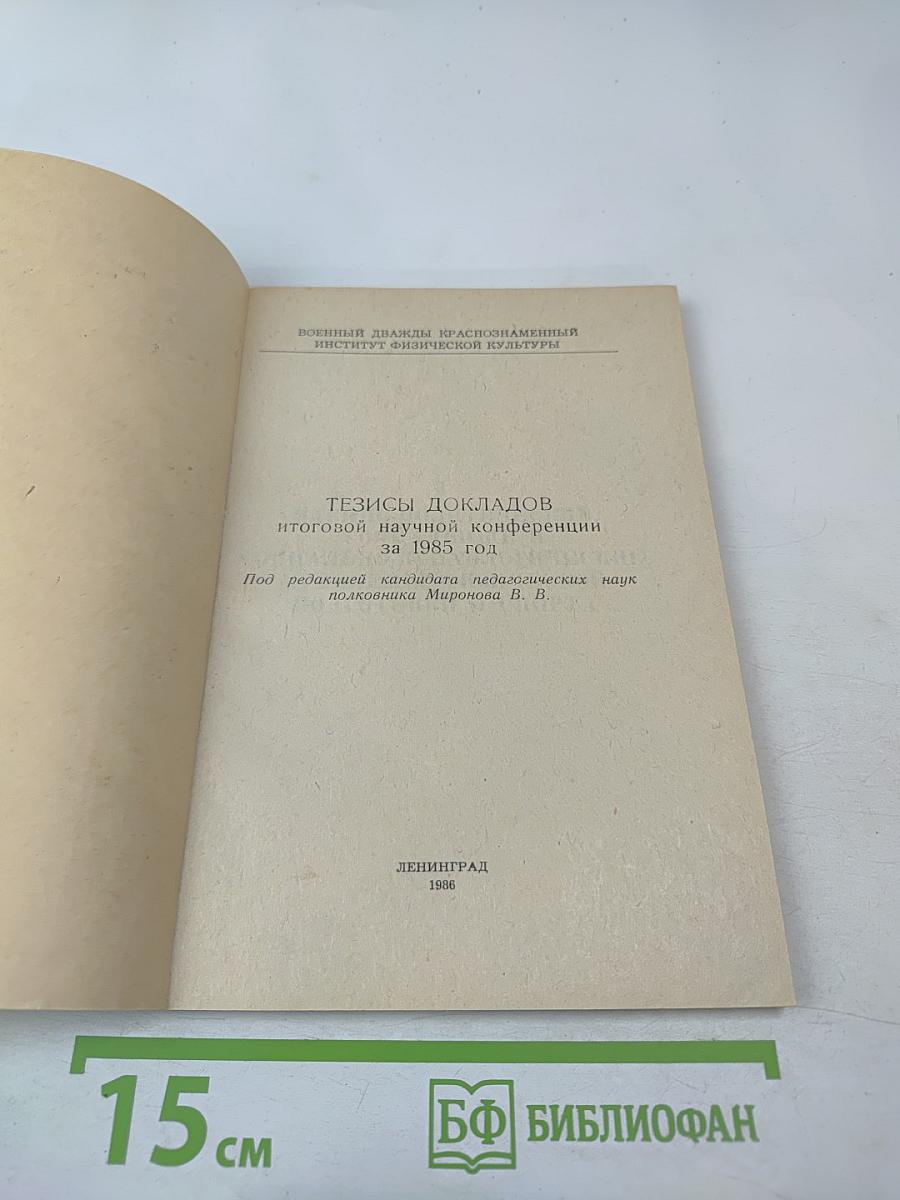 ВОЕННЫЙ ДВАЖДЫ КРАСНОЗНАМЕННЫЙ
ИНСТИТУТ ФИЗИЧЕСКОЙ КУЛЬТУРЫ
ТЕЗИСЫ ДОКЛАДОВ
итоговой научной конференции
за 1985 год
Под редакцией кандидата педагогических наук
полковника Миронова В. В.
ЛЕНИНГРАД
1986
15 см
БФ БИБЛИОФАН